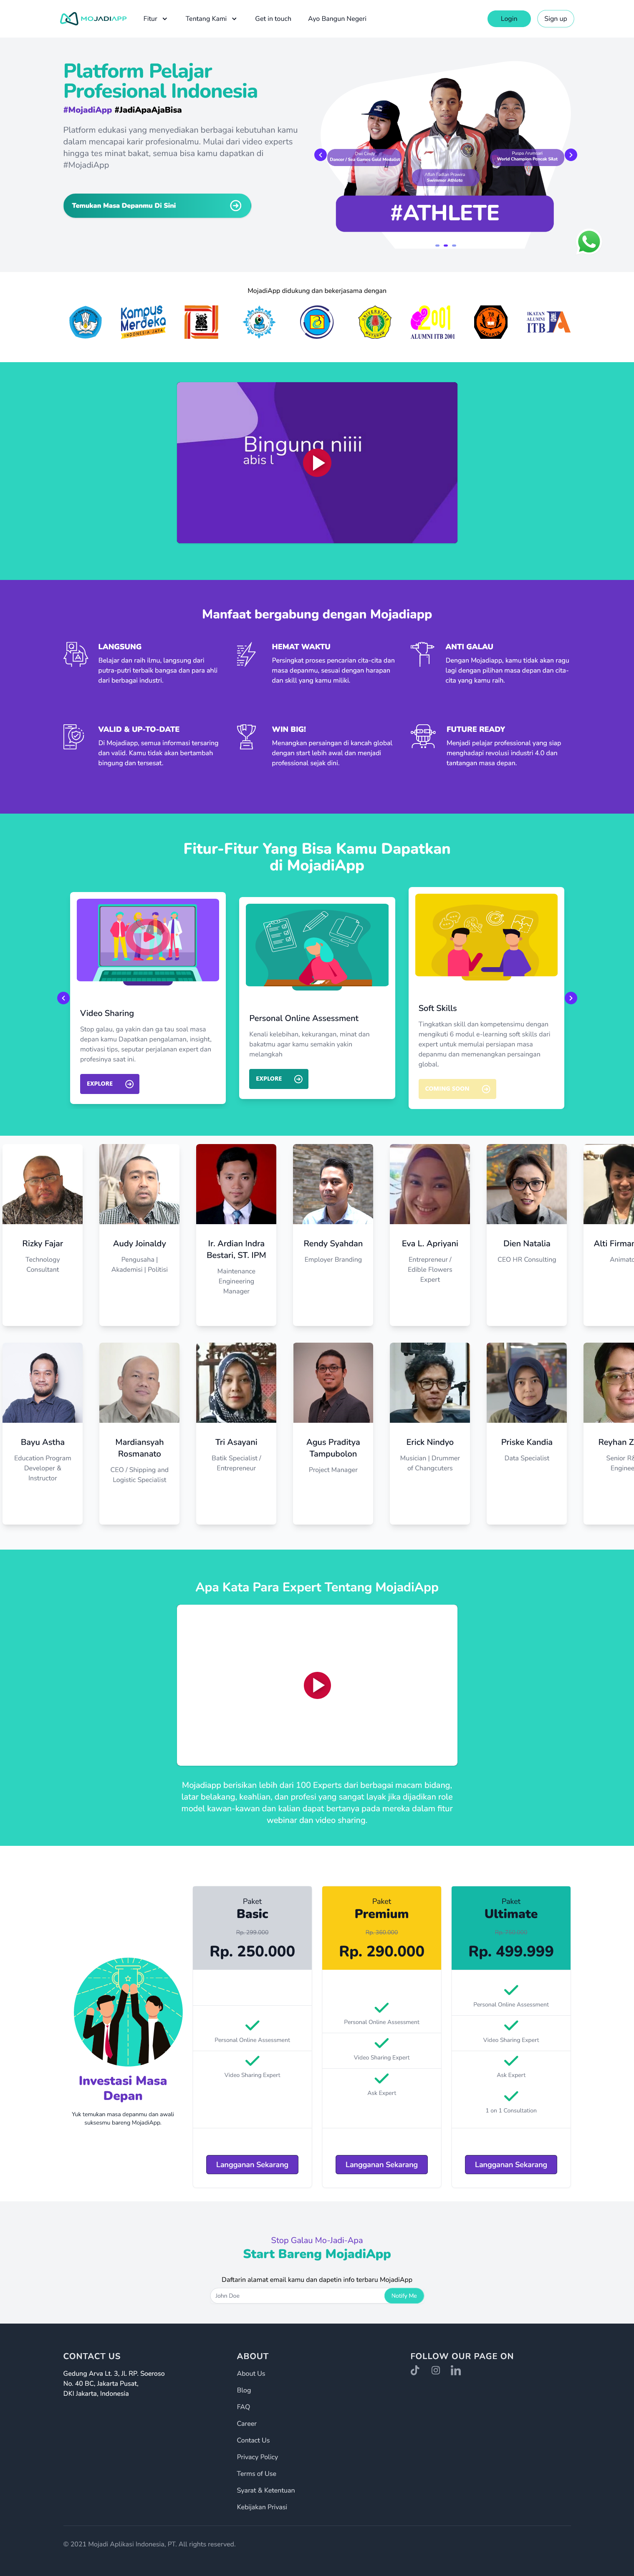 MOJADIAPP
Fitur
Tentang Kami
Get in touch
Ayo Bangun Negeri
Login
Sign up
Platform Pelajar
Profesional Indonesia
#MojadiApp #JadiApaAjaBisa
Platform edukasi yang menyediakan berbagai kebutuhan kamu
dalam mencapai karir profesionalmu. Mulai dari video experts
hingga tes minat bakat, semua bisa kamu dapatkan di
#MojadiApp
Temukan Masa Depanmu Di Sini
Dancer / Sea Games Gold Medalist
Swimmer Athlete
World Champion Pencak Silat
#ATHLETE
MojadiApp didukung dan bekerjasama dengan
Kampus
Merdeka
INDONESIA JAYA
2001
ALUMNI ITB 2001
IKATAN
ALUMNI
ITB
Bingung niiii
abis l
Manfaat bergabung dengan Mojadiapp
LANGSUNG
Belajar dan raih ilmu, langsung dari
putra-putri terbaik bangsa dan para ahli
dari berbagai industri.
HEMAT WAKTU
Persingkat proses pencarian cita-cita dan
masa depanmu, sesuai dengan harapan
dan skill yang kamu miliki.
ANTI GALAU
Dengan Mojadiapp, kamu tidak akan ragu
lagi dengan pilihan masa depan dan cita-
cita yang kamu raih.
VALID & UP-TO-DATE
Di Mojadiapp, semua informasi tersaring
dan valid. Kamu tidak akan bertambah
bingung dan tersesat.
WIN BIG!
Menangkan persaingan di kancah global
dengan start lebih awal dan menjadi
professional sejak dini.
FUTURE READY
Menjadi pelajar professional yang siap
menghadapi revolusi industri 4.0 dan
tantangan masa depan.
Fitur-Fitur Yang Bisa Kamu Dapatkan
di MojadiApp
Video Sharing
Stop galau, ga yakin dan ga tau soal masa
depan kamu Dapatkan pengalaman, insight,
motivasi tips, seputar perjalanan expert dan
profesinya saat ini.
EXPLORE
Personal Online Assessment
Kenali kelebihan, kekurangan, minat dan
bakatmu agar kamu semakin yakin
melangkah
EXPLORE
Soft Skills
Tingkatkan skill dan kompetensimu dengan
mengikuti 6 modul e-learning soft skills dari
expert untuk memulai persiapan masa
depanmu dan memenangkan persaingan
global.
COMING SOON
Rizky Fajar
Technology
Consultant
Audy Joinaldy
Pengusaha |
Akademisi | Politisi
Ir. Ardian Indra
Bestari, ST. IPM
Maintenance
Engineering
Manager
Rendy Syahdan
Employer Branding
Eva L. Apriyani
Entrepreneur /
Edible Flowers
Expert
Dien Natalia
CEO HR Consulting
Alti Firman
Animato
Bayu Astha
Education Program
Developer &
Instructor
Mardiansyah
Rosmanato
CEO / Shipping and
Logistic Specialist
Tri Asayani
Batik Specialist /
Entrepreneur
Agus Praditya
Tampubolon
Project Manager
Erick Nindyo
Musician | Drummer
of Changcuters
Priske Kandia
Data Specialist
Reyhan Z
Senior R&
Enginee
Apa Kata Para Expert Tentang MojadiApp
Mojadiapp berisikan lebih dari 100 Experts dari berbagai macam bidang,
latar belakang, keahlian, dan profesi yang sangat layak jika dijadikan role
model kawan-kawan dan kalian dapat bertanya pada mereka dalam fitur
webinar dan video sharing.
Investasi Masa
Depan
Yuk temukan masa depanmu dan awali
suksesmu bareng MojadiApp.
Paket
Basic
Rp. 299.000
Rp. 250.000
Personal Online Assessment
Video Sharing Expert
Langganan Sekarang
Paket
Premium
Rp. 360.000
Rp. 290.000
Personal Online Assessment
Video Sharing Expert
Ask Expert
Langganan Sekarang
Paket
Ultimate
Rp. 499.999
Personal Online Assessment
Video Sharing Expert
Ask Expert
1 on 1 Consultation
Langganan Sekarang
Stop Galau Mo-Jadi-Apa
Start Bareng MojadiApp
Daftarin alamat email kamu dan dapetin info terbaru MojadiApp
John Doe
Notify Me
CONTACT US
Gedung Arva Lt. 3, Jl. RP. Soeroso
No. 40 BC, Jakarta Pusat,
DKI Jakarta, Indonesia
ABOUT
About Us
Blog
FAQ
Career
Contact Us
Privacy Policy
Terms of Use
Syarat & Ketentuan
Kebijakan Privasi
FOLLOW OUR PAGE ON
© 2021 Mojadi Aplikasi Indonesia, PT. All rights reserved.